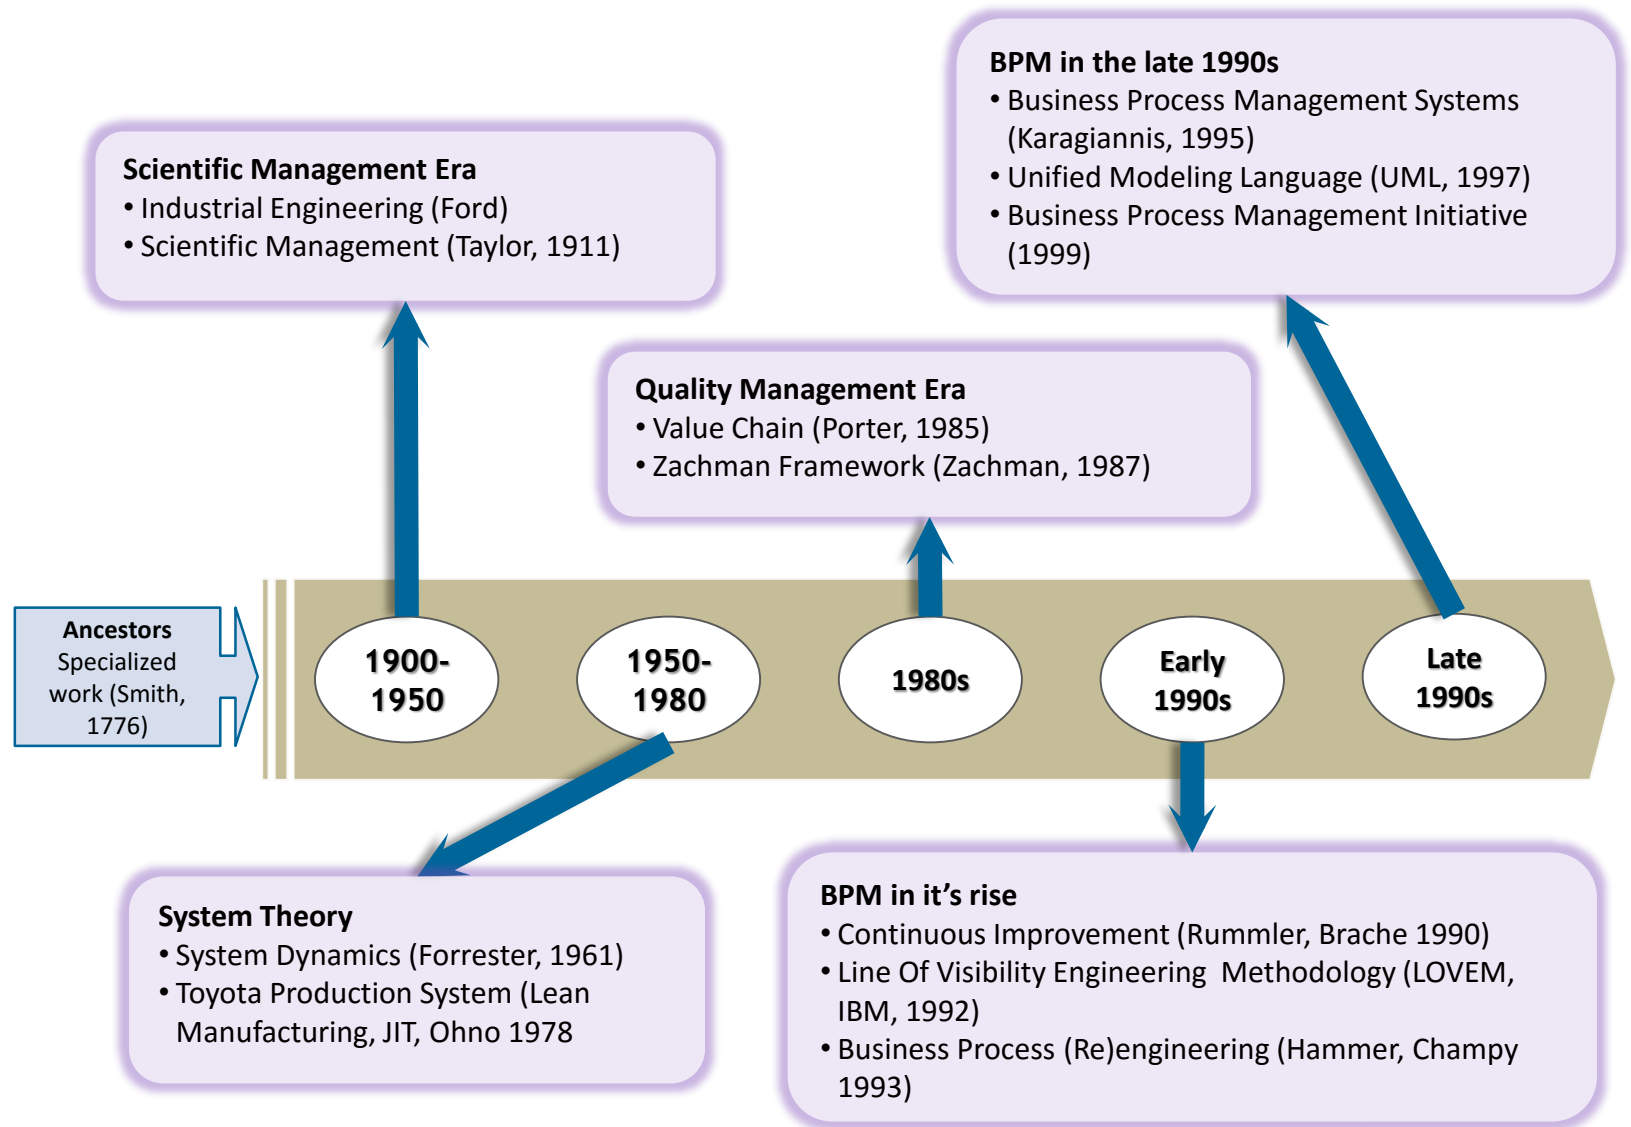 BPM in the late 1990s
• Business Process Management Systems
(Karagiannis, 1995)
• Unified Modeling Language (UML, 1997)
• Business Process Management Initiative
(1999)
Scientific Management Era
• Industrial Engineering (Ford)
• Scientific Management (Taylor, 1911)
Quality Management Era
• Value Chain (Porter, 1985)
• Zachman Framework (Zachman, 1987)
Ancestors
Specialized
work (Smith,
1776)
1900-
1950
1950-
1980
1980s
Early
1990s
Late
1990s
System Theory
• System Dynamics (Forrester, 1961)
• Toyota Production System (Lean
Manufacturing, JIT, Ohno 1978
BPM in it’s rise
• Continuous Improvement (Rummler, Brache 1990)
• Line Of Visibility Engineering  Methodology (LOVEM,
IBM, 1992)
• Business Process (Re)engineering (Hammer, Champy
1993)